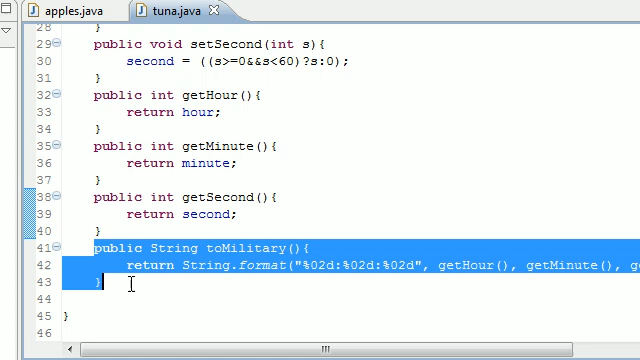 apples.java tuna.java
28 }
29 public void setSecond(int s){
30 second = ((s>=0&&s<60)?s:0);
31 }
32 public int getHour(){
33 return hour;
34 }
35 public int getMinute(){
36 return minute;
37 }
38 public int getSecond(){
39 return second;
40 }
41 public String toMilitary(){
42 return String.format("%02d:%02d:%02d", getHour(), getMinute(), ge
43 }
44
45 }
46